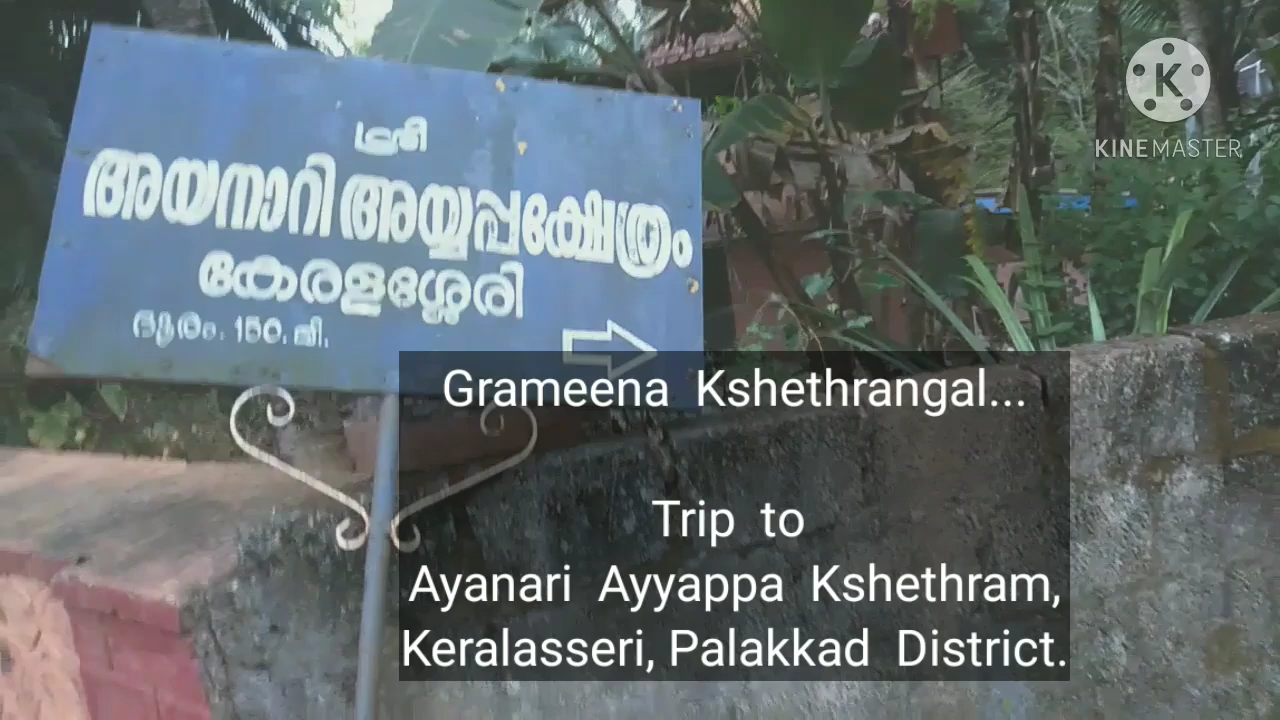 ശ്രീ
അയനാറി അയ്യപ്പക്ഷേത്രം
കേരളശ്ശേരി
ദൂരം. 150. മീ.
K
KINEMASTER
Grameena Kshethrangal...
Trip to
Ayanari Ayyappa Kshethram,
Keralasseri, Palakkad District.